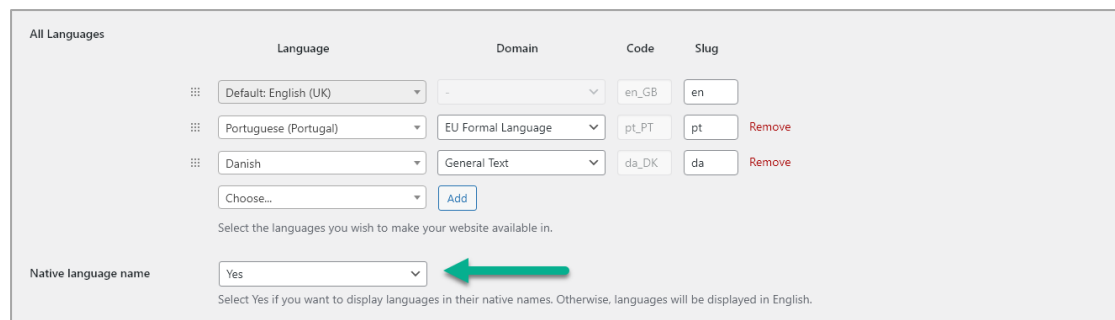 All Languages
Language Domain Code Slug
Default: English (UK) - en_GB en
Portuguese (Portugal) EU Formal Language pt_PT pt Remove
Danish General Text da_DK da Remove
Choose... Add
Select the languages you wish to make your website available in.
Native language name Yes
Select Yes if you want to display languages in their native names. Otherwise, languages will be displayed in English.